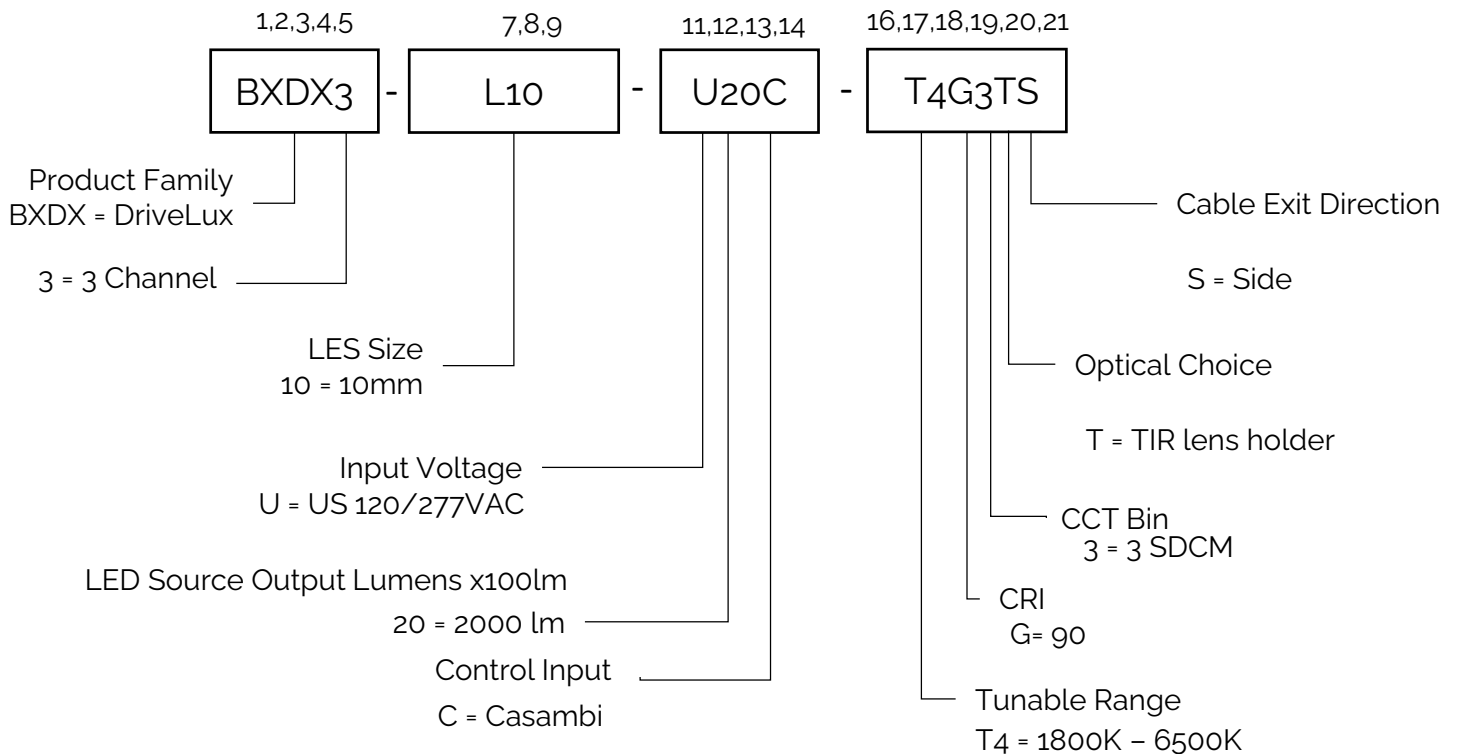 1,2,3,4,5
7,8,9
11,12,13,14
16,17,18,19,20,21
BXDX3 - L10 - U20C - T4G3TS
Product Family
BXDX = DriveLux
3 = 3 Channel
LES Size
10 = 10mm
Input Voltage
U = US 120/277VAC
LED Source Output Lumens x100lm
20 = 2000 lm
Control Input
C = Casambi
Cable Exit Direction
S = Side
Optical Choice
T = TIR lens holder
CCT Bin
3 = 3 SDCM
CRI
G= 90
Tunable Range
T4 = 1800K – 6500K